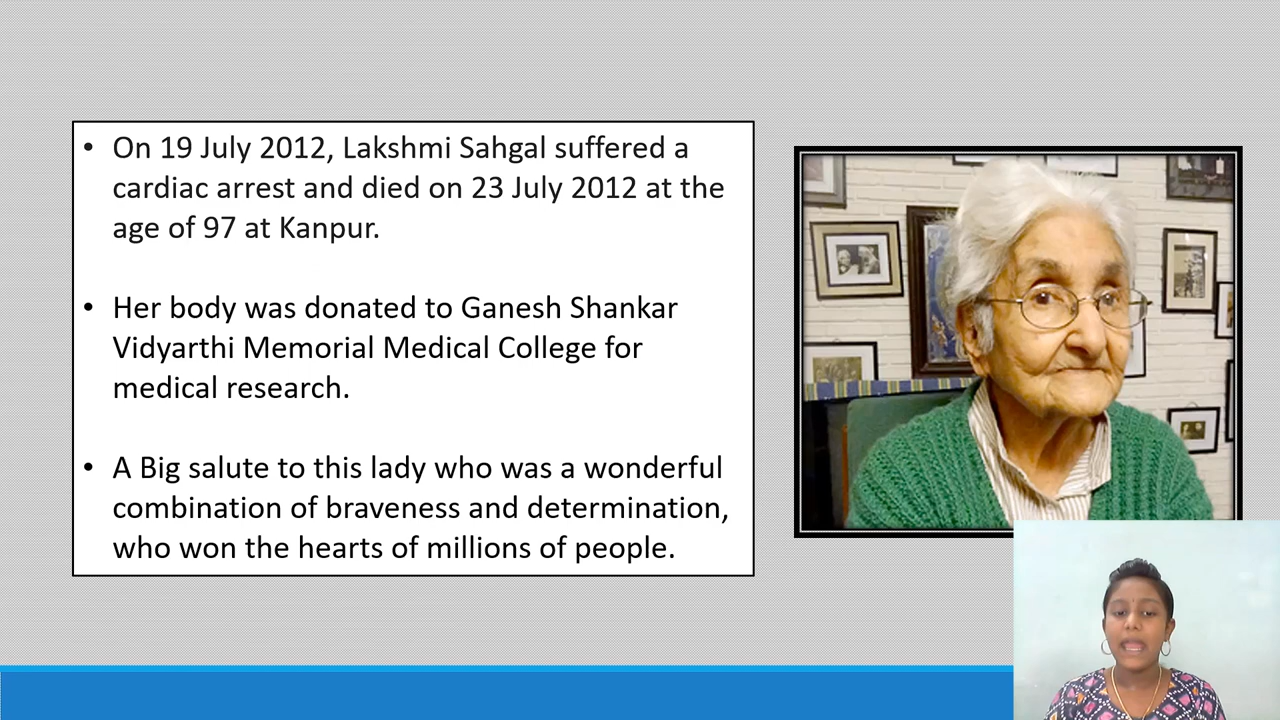 • On 19 July 2012, Lakshmi Sahgal suffered a
cardiac arrest and died on 23 July 2012 at the
age of 97 at Kanpur.
• Her body was donated to Ganesh Shankar
Vidyarthi Memorial Medical College for
medical research.
• A Big salute to this lady who was a wonderful
combination of braveness and determination,
who won the hearts of millions of people.